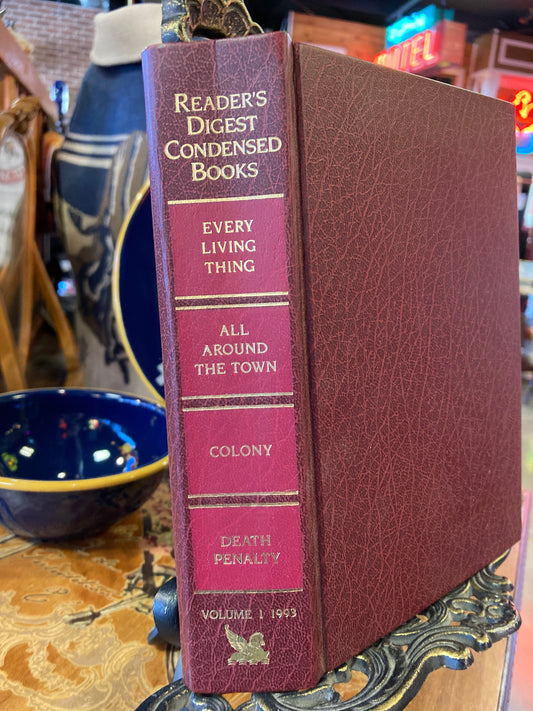 READER'S
DIGEST
CONDENSED
BOOKS
EVERY
LIVING
THING
ALL
AROUND
THE TOWN
COLONY
DEATH
PENALTY
VOLUME 1 1993